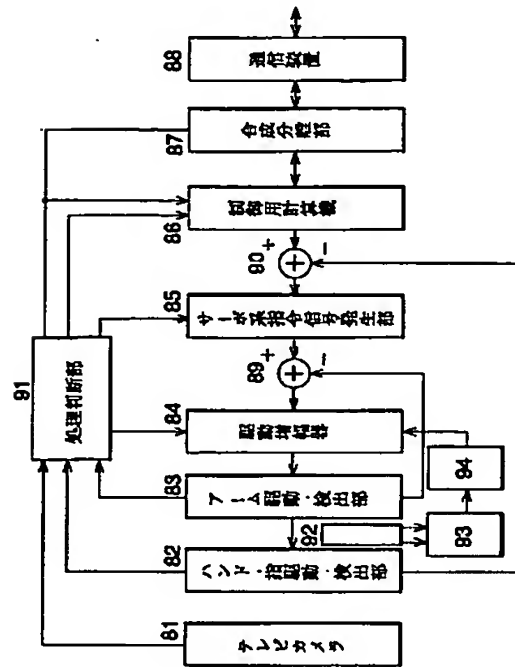 91
処理判断部
81
テレビカメラ
82
ハンド・指駆動・検出部
83
アーム駆動・検出部
84
駆動増幅器
89
+
−
85
サーボ系指令信号発生部
90
+
−
86
制御用計算機
87
合成分離部
88
通信装置
92
93
94